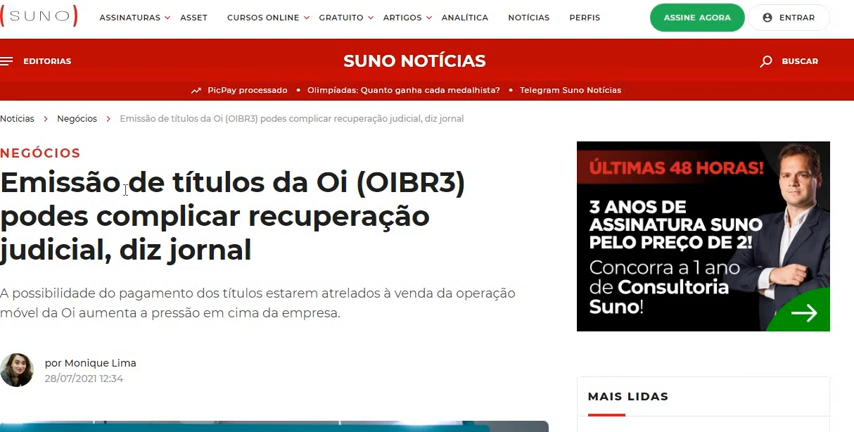 SUNO
ASSINATURAS ASSET CURSOS ONLINE GRATUITO ARTIGOS ANALÍTICA NOTÍCIAS PERFIS ASSINE AGORA ENTRAR
EDITORIAS SUNO NOTÍCIAS BUSCAR
PicPay processado • Olimpíadas: Quanto ganha cada medalhista? • Telegram Suno Notícias
Notícias > Negócios > Emissão de títulos da Oi (OIBR3) podes complicar recuperação judicial, diz jornal
NEGÓCIOS
Emissão de títulos da Oi (OIBR3)
podes complicar recuperação
judicial, diz jornal
A possibilidade do pagamento dos títulos estarem atrelados à venda da operação
móvel da Oi aumenta a pressão em cima da empresa.
por Monique Lima
28/07/2021 12:34
ÚLTIMAS 48 HORAS!
3 ANOS DE
ASSINATURA SUNO
PELO PREÇO DE 2!
Concorra a 1 ano
de Consultoria
Suno!
MAIS LIDAS